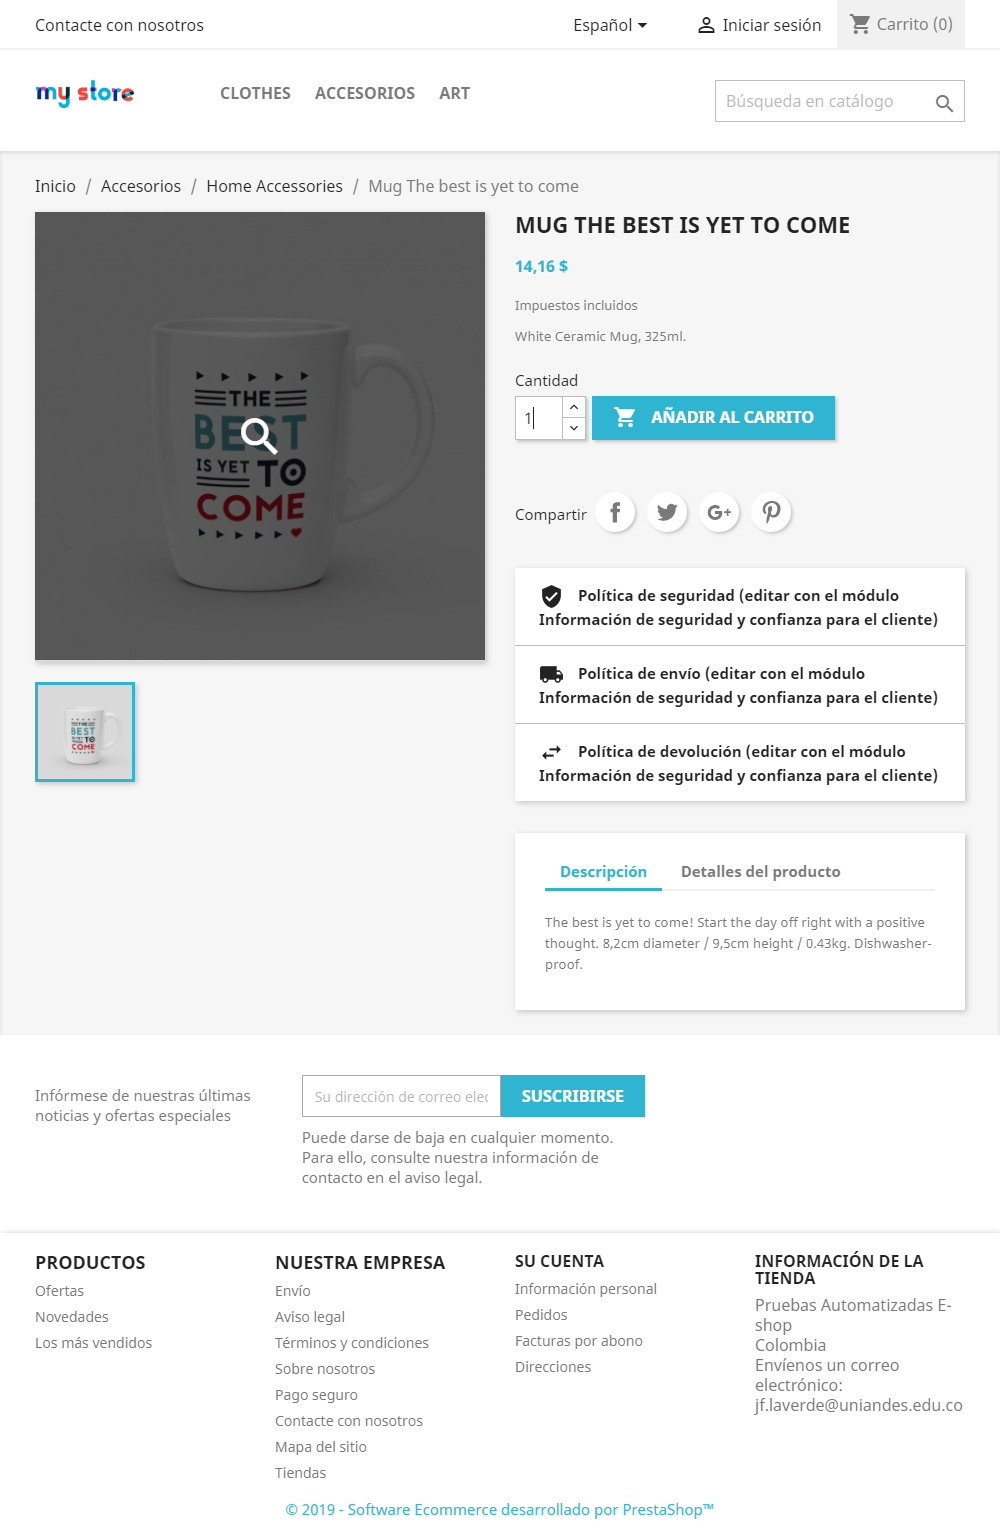 Contacte con nosotros
Español
Iniciar sesión
Carrito (0)
my store
CLOTHES
ACCESORIOS
ART
Búsqueda en catálogo
Inicio / Accesorios / Home Accessories / Mug The best is yet to come
THE
BEST
IS YET TO
COME
THE
BEST
IS YET TO
COME
MUG THE BEST IS YET TO COME
14,16 $
Impuestos incluidos
White Ceramic Mug, 325ml.
Cantidad
1
AÑADIR AL CARRITO
Compartir
Política de seguridad (editar con el módulo
Información de seguridad y confianza para el cliente)
Política de envío (editar con el módulo
Información de seguridad y confianza para el cliente)
Política de devolución (editar con el módulo
Información de seguridad y confianza para el cliente)
Descripción
Detalles del producto
The best is yet to come! Start the day off right with a positive
thought. 8,2cm diameter / 9,5cm height / 0.43kg. Dishwasher-
proof.
Infórmese de nuestras últimas
noticias y ofertas especiales
Su dirección de correo elec
SUSCRIBIRSE
Puede darse de baja en cualquier momento.
Para ello, consulte nuestra información de
contacto en el aviso legal.
PRODUCTOS
Ofertas
Novedades
Los más vendidos
NUESTRA EMPRESA
Envío
Aviso legal
Términos y condiciones
Sobre nosotros
Pago seguro
Contacte con nosotros
Mapa del sitio
Tiendas
SU CUENTA
Información personal
Pedidos
Facturas por abono
Direcciones
INFORMACIÓN DE LA
TIENDA
Pruebas Automatizadas E-
shop
Colombia
Envíenos un correo
electrónico:
jf.laverde@uniandes.edu.co
© 2019 - Software Ecommerce desarrollado por PrestaShop™